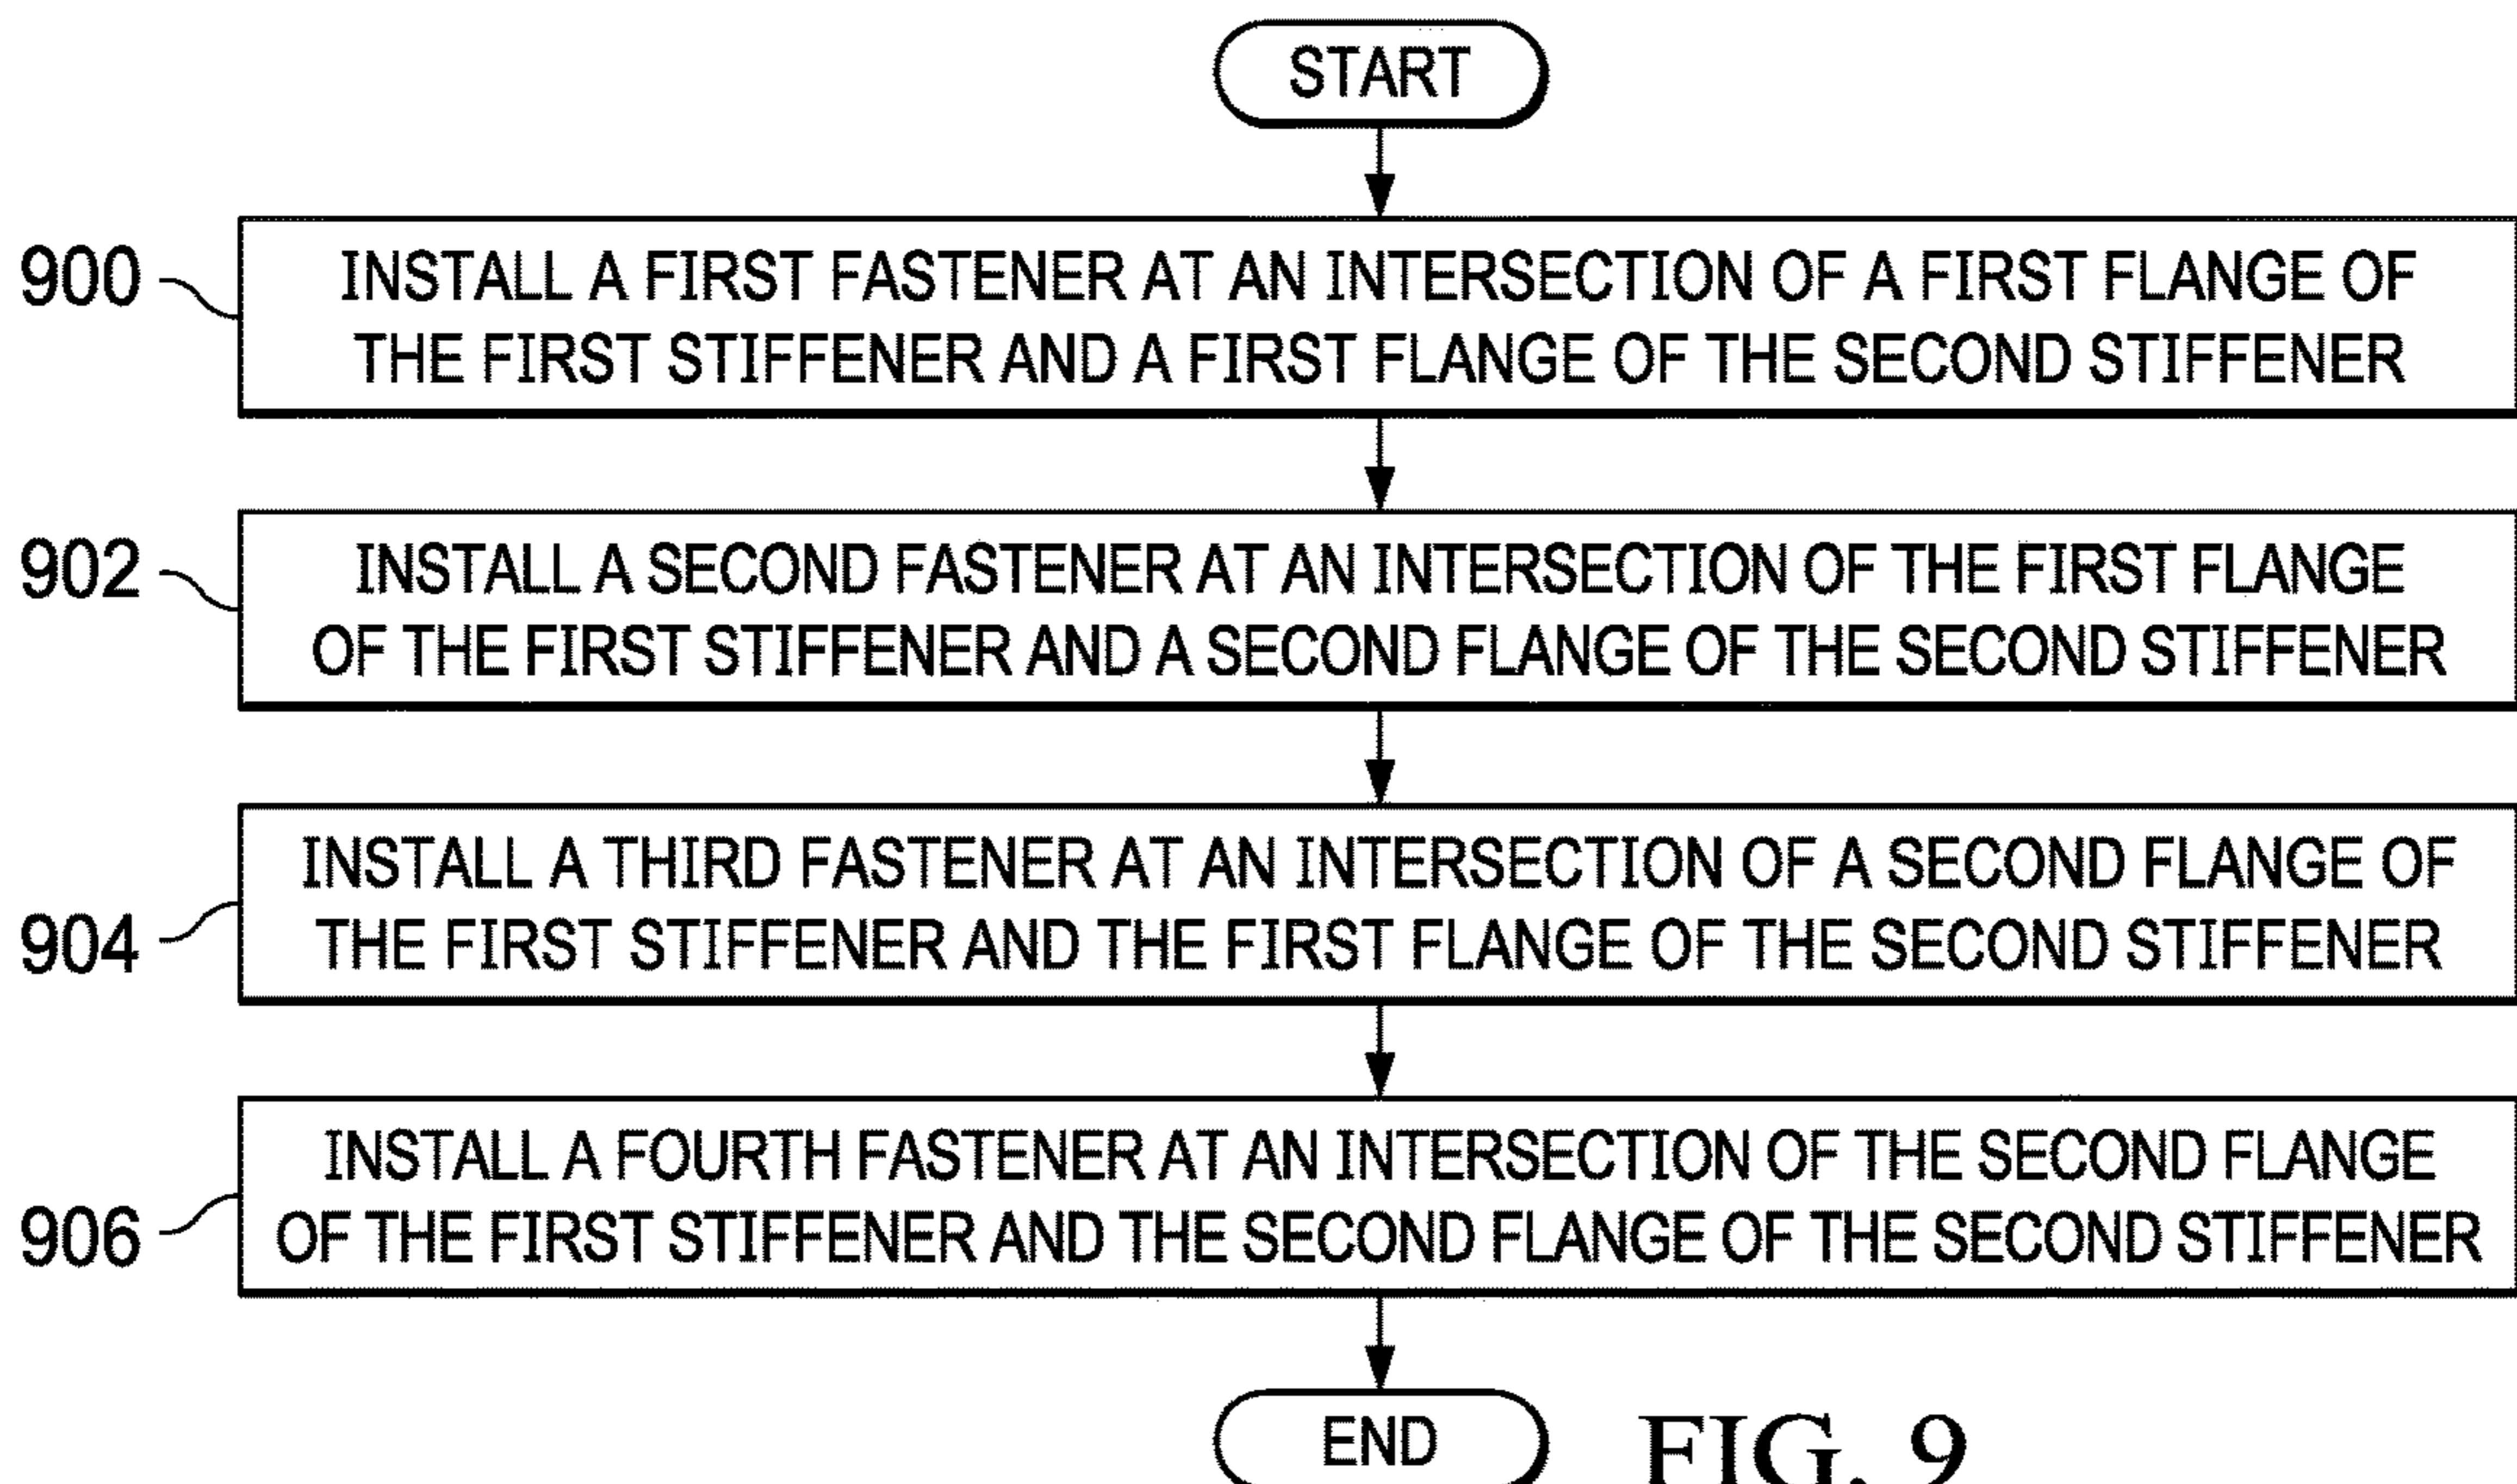 START
900
INSTALL A FIRST FASTENER AT AN INTERSECTION OF A FIRST FLANGE OF
THE FIRST STIFFENER AND A FIRST FLANGE OF THE SECOND STIFFENER
902
INSTALL A SECOND FASTENER AT AN INTERSECTION OF THE FIRST FLANGE
OF THE FIRST STIFFENER AND A SECOND FLANGE OF THE SECOND STIFFENER
904
INSTALL A THIRD FASTENER AT AN INTERSECTION OF A SECOND FLANGE OF
THE FIRST STIFFENER AND THE FIRST FLANGE OF THE SECOND STIFFENER
906
INSTALL A FOURTH FASTENER AT AN INTERSECTION OF THE SECOND FLANGE
OF THE FIRST STIFFENER AND THE SECOND FLANGE OF THE SECOND STIFFENER
END
FIG. 9